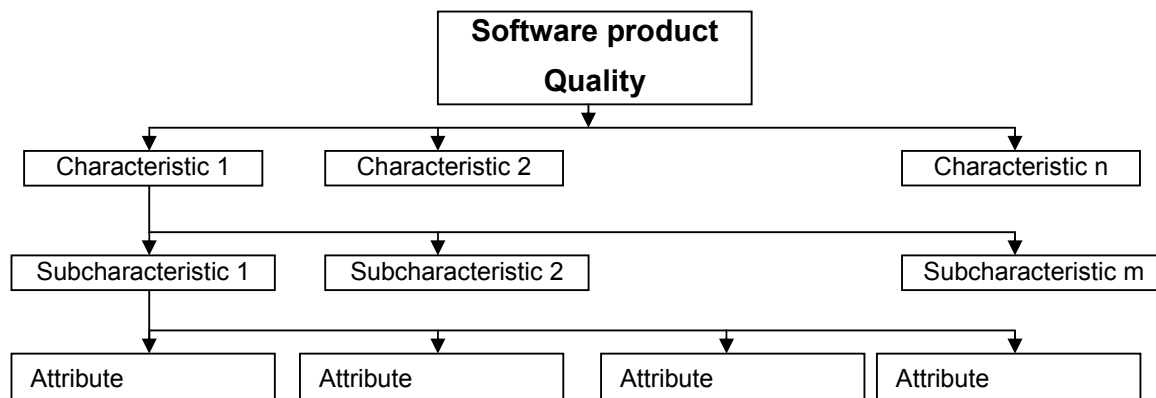 Software product
Quality
Characteristic 1
Characteristic 2
Characteristic n
Subcharacteristic 1
Subcharacteristic 2
Subcharacteristic m
Attribute
Attribute
Attribute
Attribute